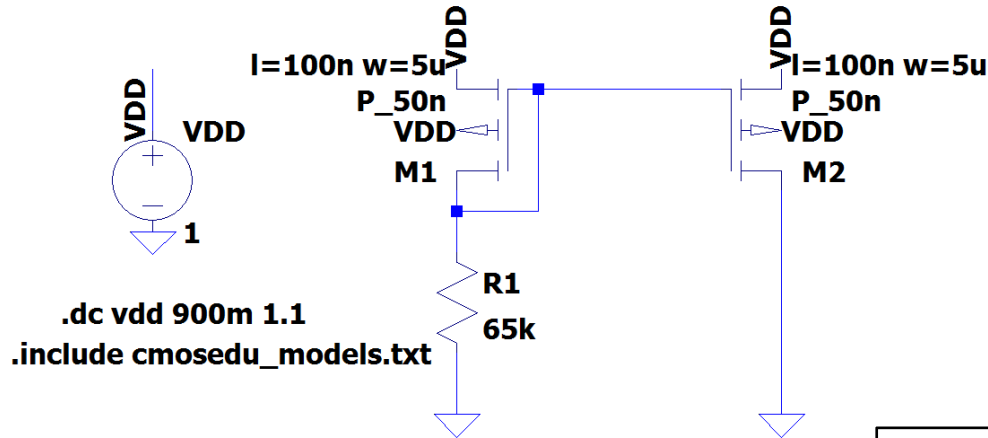 VDD
VDD
1
.dc vdd 900m 1.1
.include cmosedu_models.txt
VDD
l=100n w=5u
P_50n
VDD
M1
R1
65k
VDD
l=100n w=5u
P_50n
VDD
M2